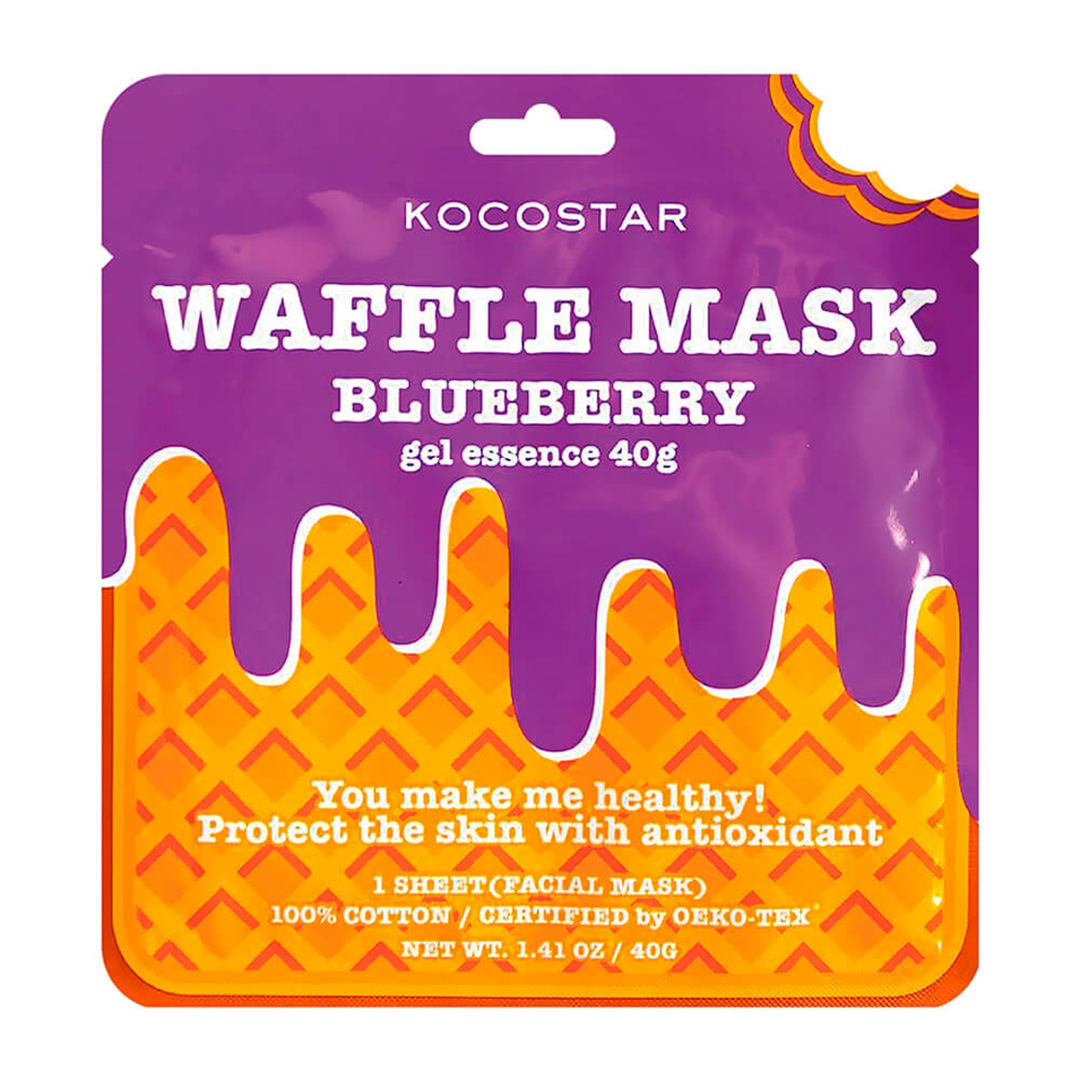 KOCOSTAR
WAFFLE MASK
BLUEBERRY
gel essence 40g
You make me healthy!
Protect the skin with antioxidant
1 SHEET(FACIAL MASK)
100% COTTON / CERTIFIED by OEKO-TEX
NET WT. 1.41 OZ / 40G